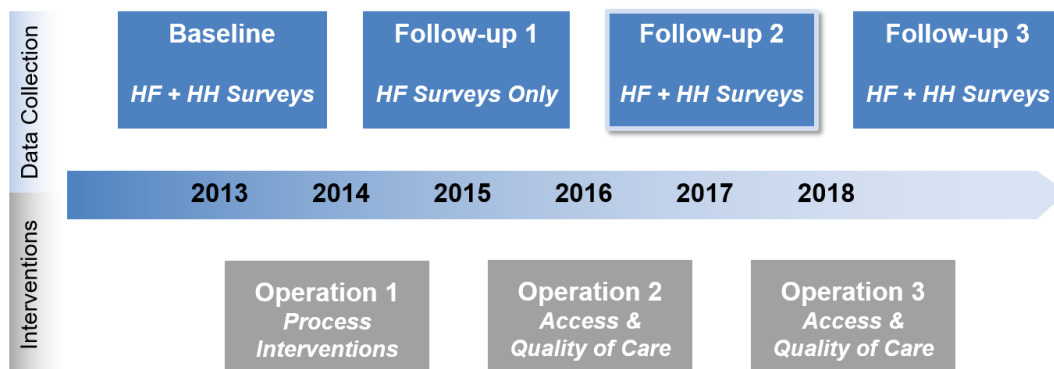 Data Collection
Baseline
HF + HH Surveys
Follow-up 1
HF Surveys Only
Follow-up 2
HF + HH Surveys
Follow-up 3
HF + HH Surveys
2013 2014 2015 2016 2017 2018
Interventions
Operation 1
Process
Interventions
Operation 2
Access &
Quality of Care
Operation 3
Access &
Quality of Care